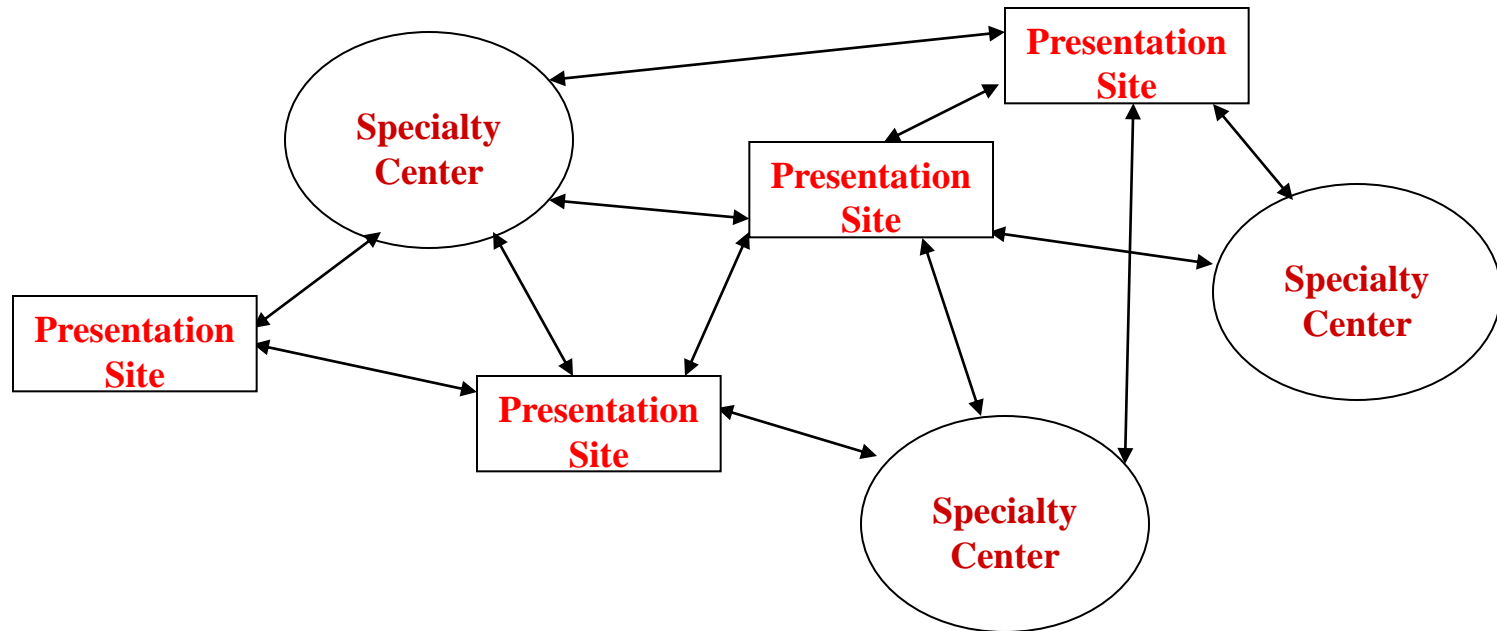 Presentation
Site
Specialty
Center
Presentation
Site
Specialty
Center
Presentation
Site
Presentation
Site
Specialty
Center